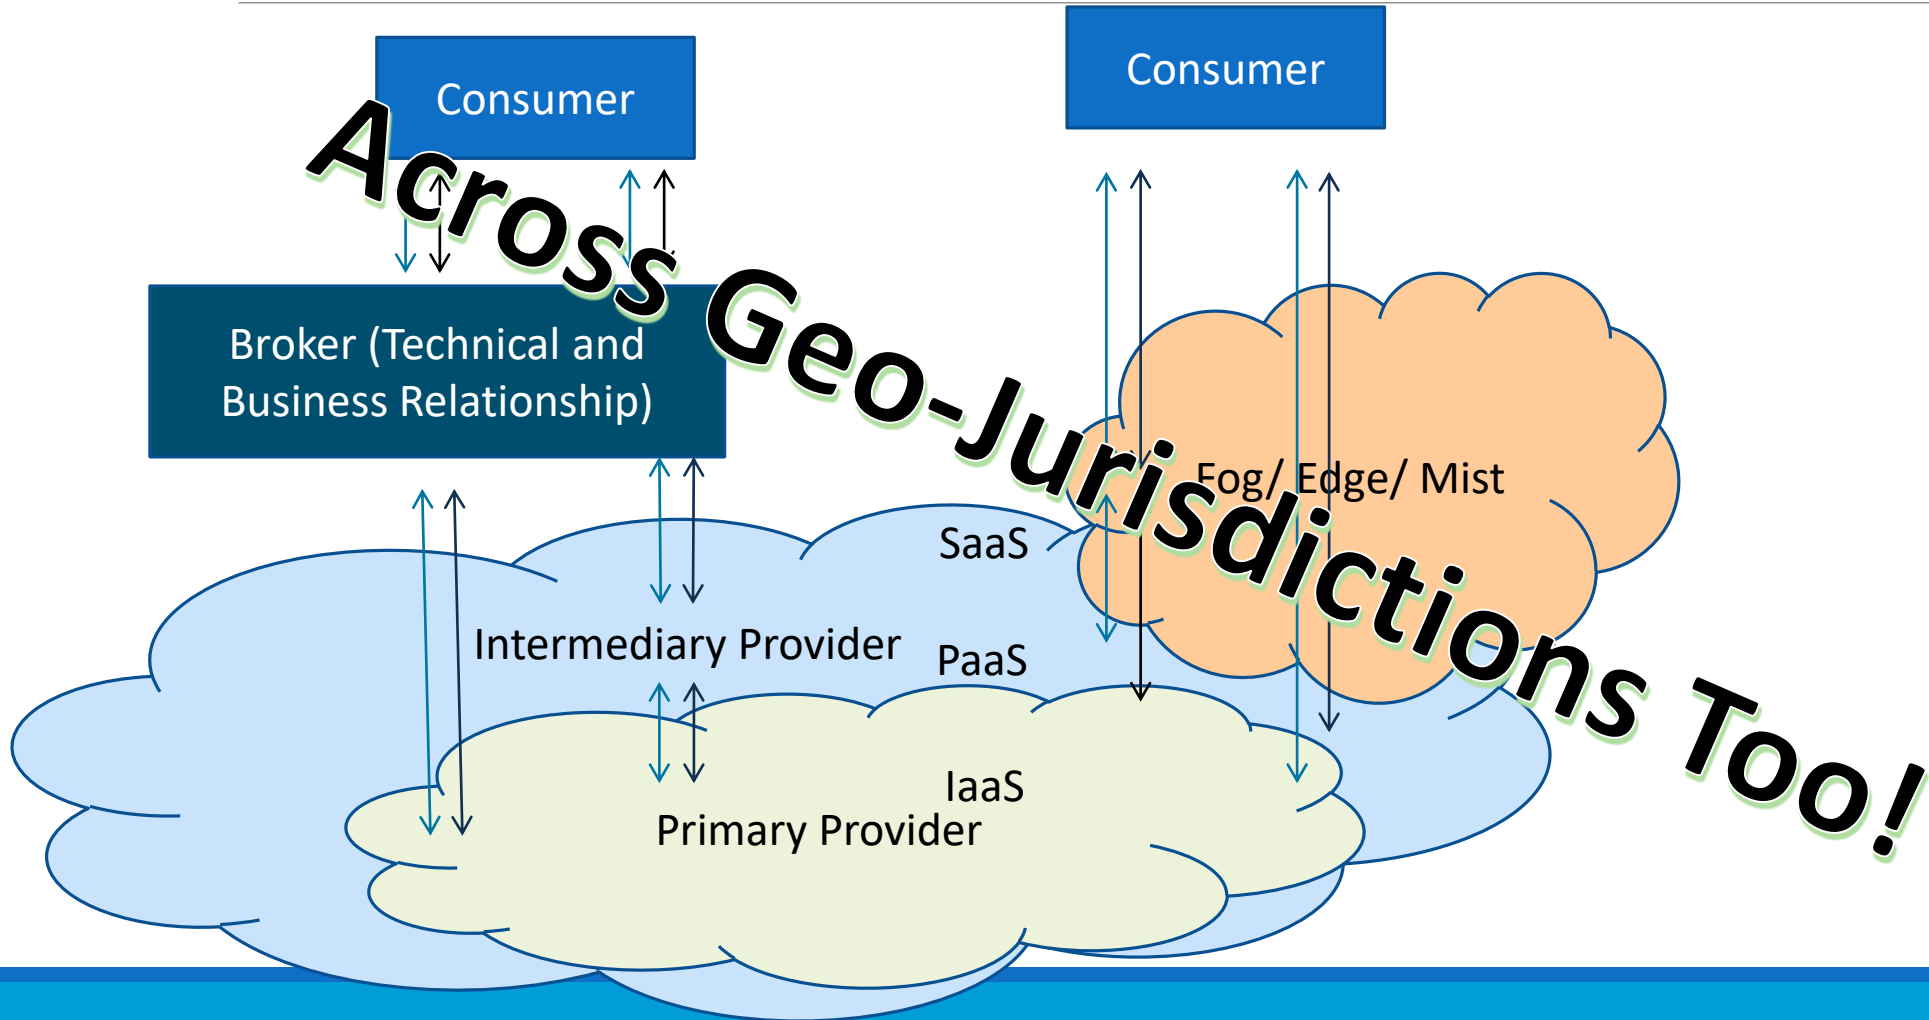 Consumer
Consumer
Across Geo-Jurisdictions Too!
Broker (Technical and
Business Relationship)
Fog/ Edge/ Mist
SaaS
Intermediary Provider
PaaS
IaaS
Primary Provider